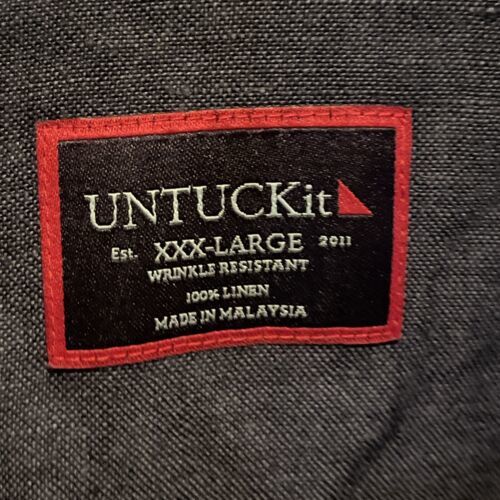 UNTUCKit
Est. XXX-LARGE 2011
WRINKLE RESISTANT
100% LINEN
MADE IN MALAYSIA